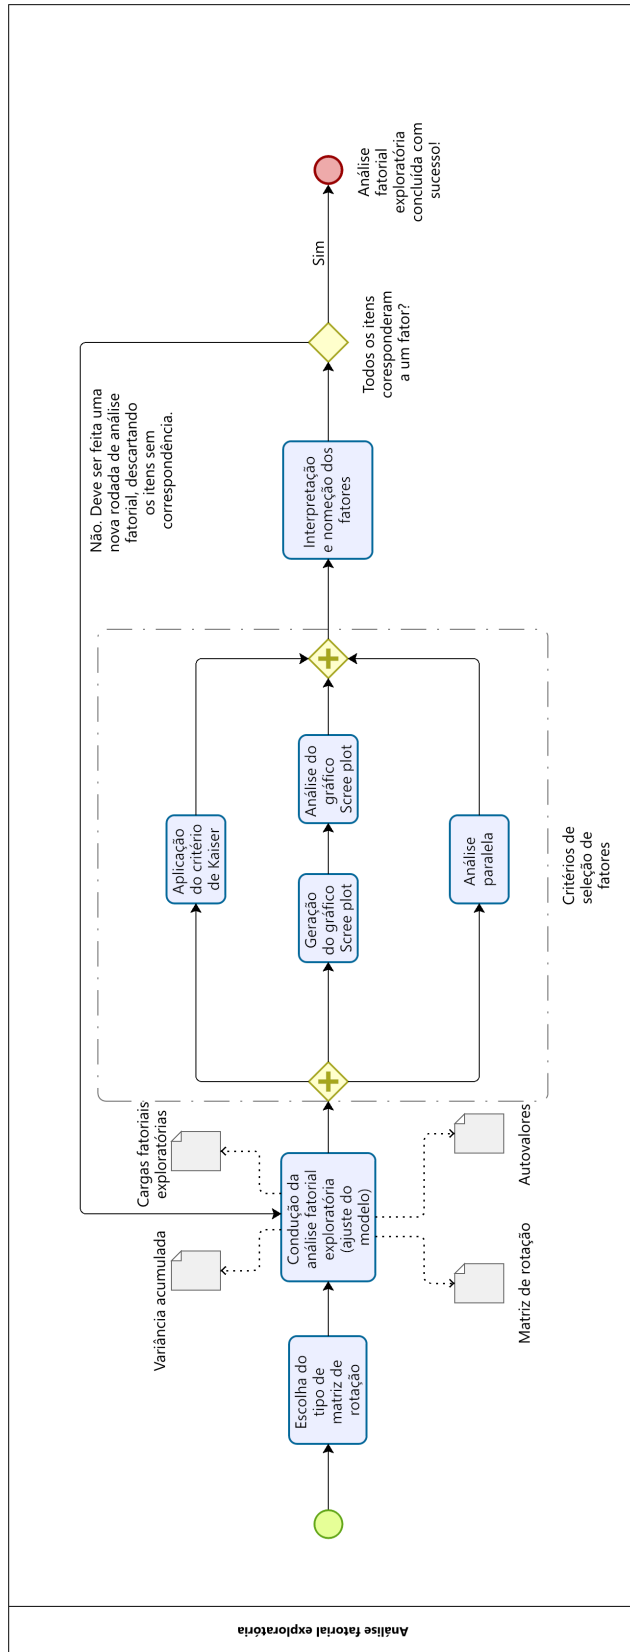 Análise fatorial exploratória
Escolha do
tipo de
matriz de
rotação
Variância acumulada
Cargas fatoriais
exploratórias
Condução da
análise fatorial
exploratória
(ajuste do
modelo)
Matriz de rotação
Autovalores
Aplicação
do critério
de Kaiser
Geração
do gráfico
Scree plot
Análise do
gráfico
Scree plot
Análise
paralela
Critérios de
seleção de
fatores
Interpretação
e nomeção dos
fatores
Não. Deve ser feita uma
nova rodada de análise
fatorial, descartando
os itens sem
correspondência.
Todos os itens
coresponderam
a um fator?
Sim
Análise
fatorial
exploratória
concluída com
sucesso!